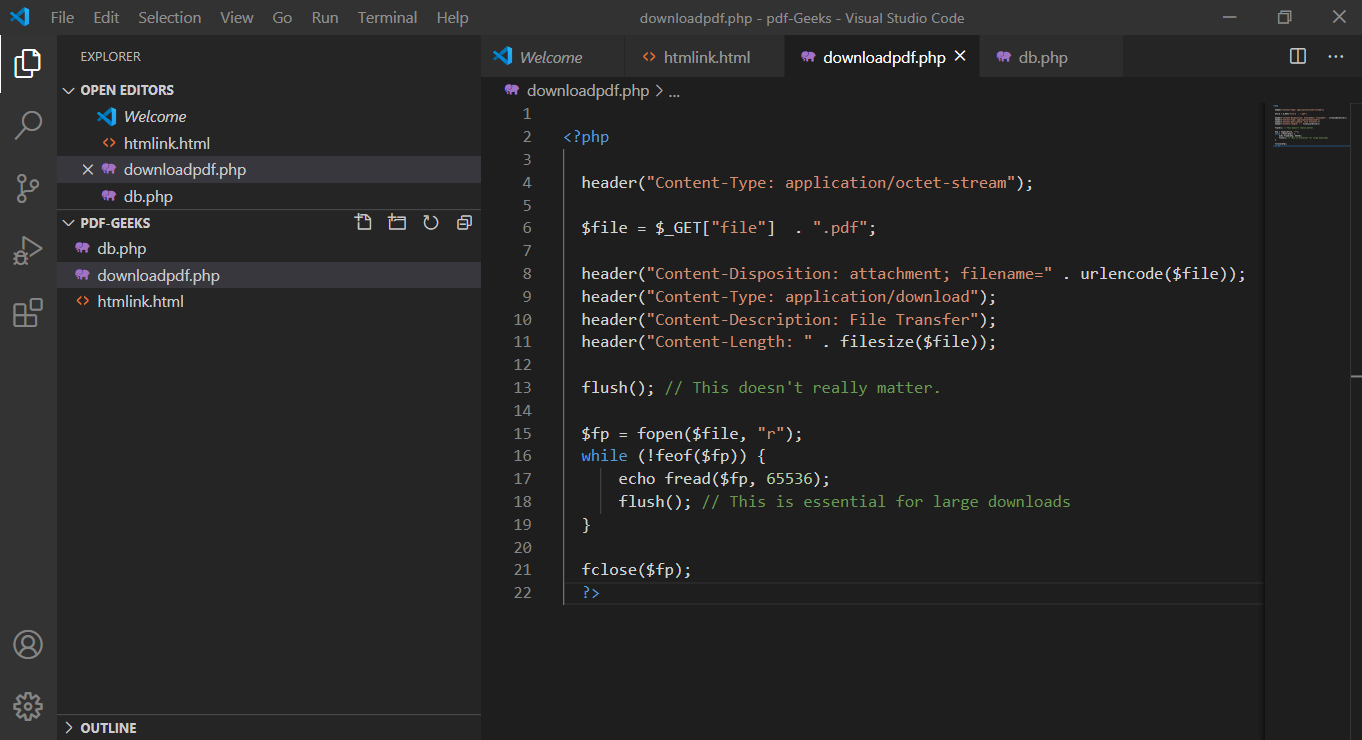 File Edit Selection View Go Run Terminal Help downloadpdf.php - pdf-Geeks - Visual Studio Code
EXPLORER
OPEN EDITORS
Welcome
htmlink.html
downloadpdf.php
db.php
PDF-GEEKS
db.php
downloadpdf.php
htmlink.html
OUTLINE
Welcome htmlink.html downloadpdf.php db.php
downloadpdf.php > ...
1
2 <?php
3
4 header("Content-Type: application/octet-stream");
5
6 $file = $_GET["file"]  . ".pdf";
7
8 header("Content-Disposition: attachment; filename=" . urlencode($file));
9 header("Content-Type: application/download");
10 header("Content-Description: File Transfer");
11 header("Content-Length: " . filesize($file));
12
13 flush(); // This doesn't really matter.
14
15 $fp = fopen($file, "r");
16 while (!feof($fp)) {
17     echo fread($fp, 65536);
18     flush(); // This is essential for large downloads
19 }
20
21 fclose($fp);
22 ?>